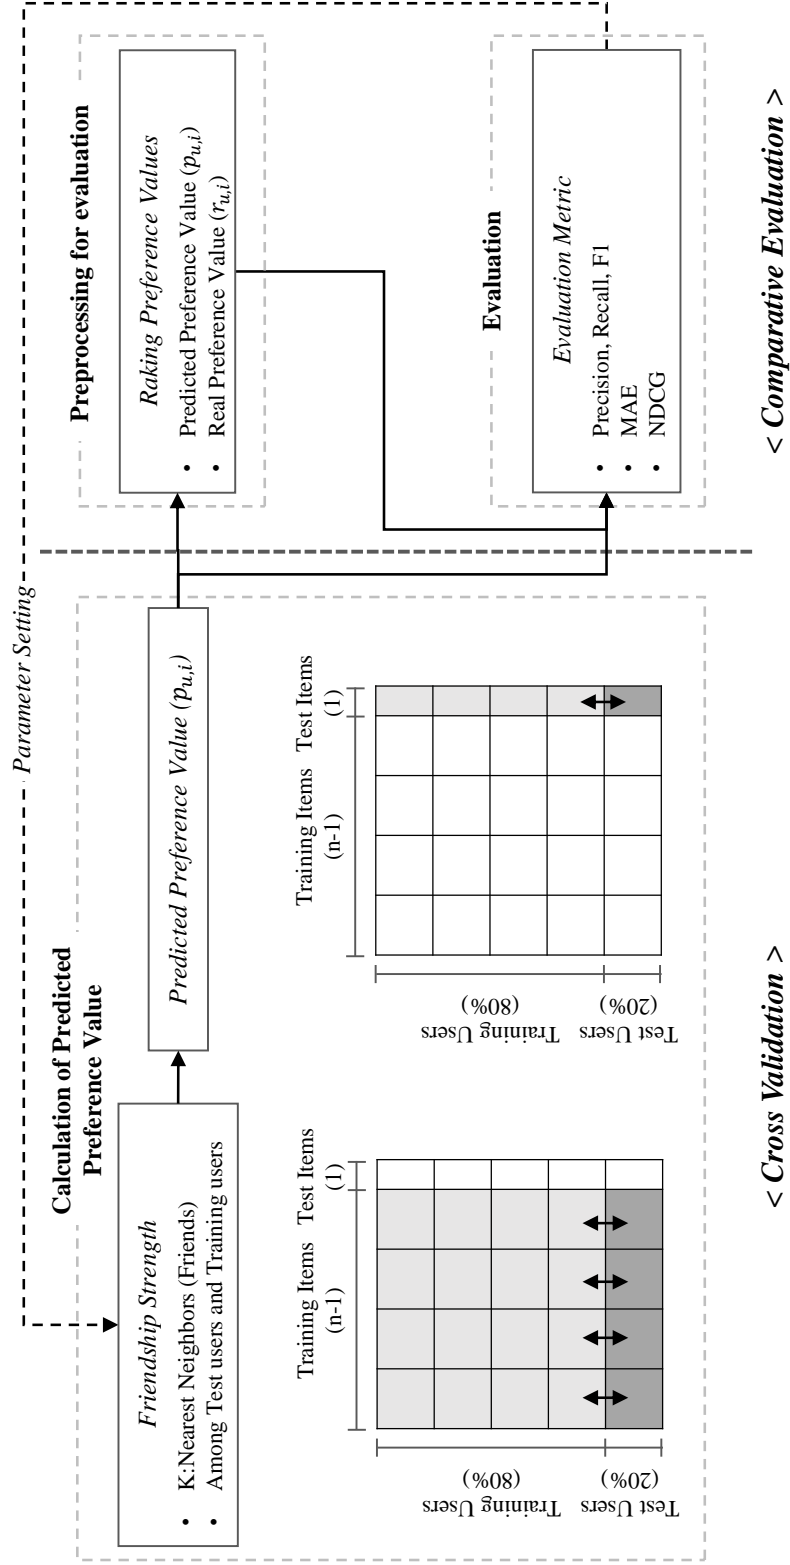 Parameter Setting
Calculation of Predicted
Preference Value
Friendship Strength
• K:Nearest Neighbors (Friends)
• Among Test users and Training users
Predicted Preference Value (p_{u,i})
Training Items
(n-1)
Test Items
(1)
Training Users
(80%)
Test Users
(20%)
Training Items
(n-1)
Test Items
(1)
Training Users
(80%)
Test Users
(20%)
< Cross Validation >
Preprocessing for evaluation
Raking Preference Values
• Predicted Preference Value (p_{u,i})
• Real Preference Value (r_{u,i})
Evaluation
Evaluation Metric
• Precision, Recall, F1
• MAE
• NDCG
< Comparative Evaluation >